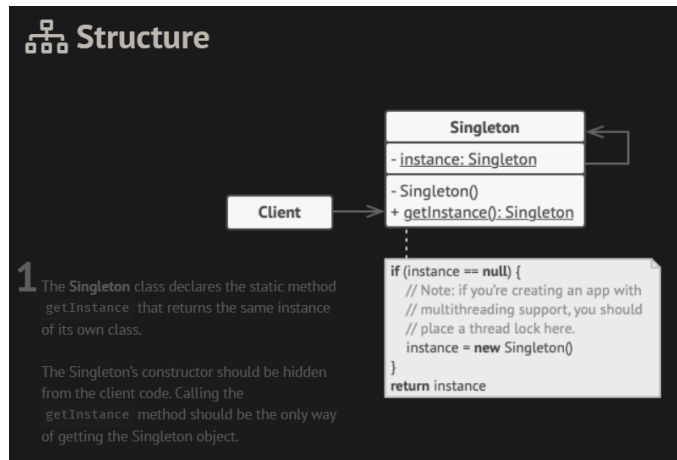 Structure
Singleton
- instance: Singleton
- Singleton()
+ getInstance(): Singleton
Client
if (instance == null) {
// Note: if you're creating an app with
// multithreading support, you should
// place a thread lock here.
instance = new Singleton()
}
return instance
1
The Singleton class declares the static method
getInstance that returns the same instance
of its own class.
The Singleton's constructor should be hidden
from the client code. Calling the
getInstance method should be the only way
of getting the Singleton object.